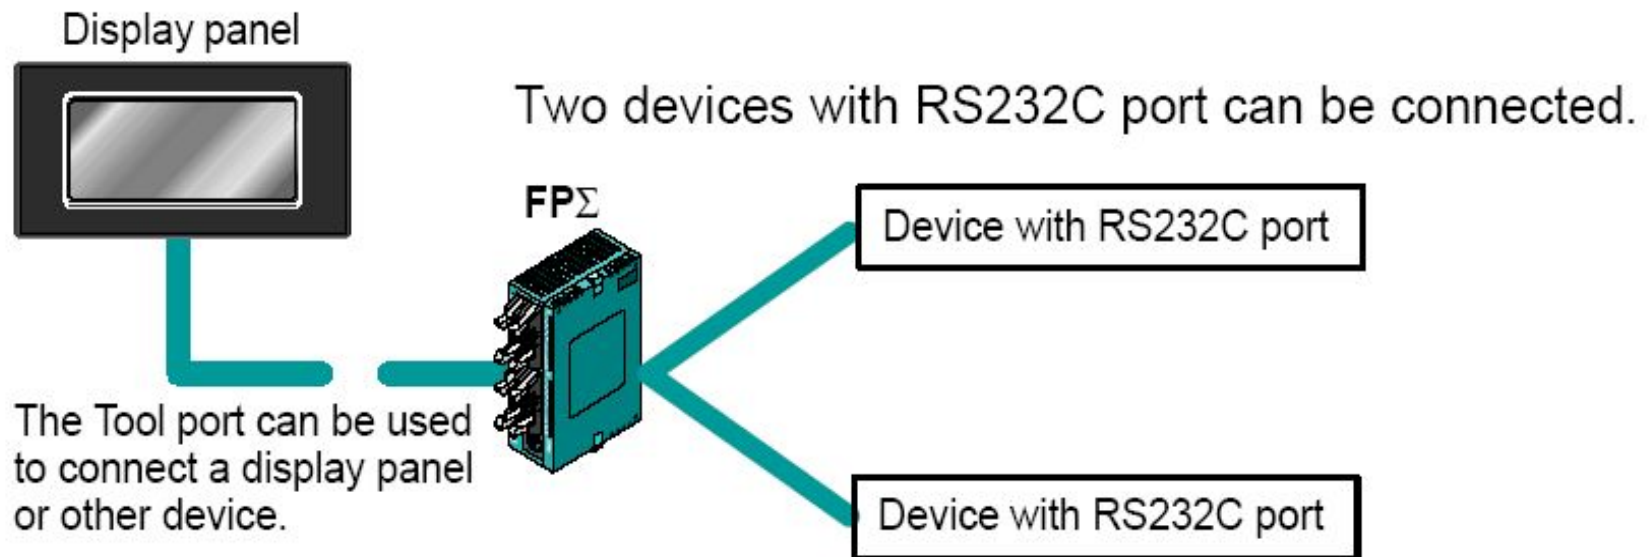 Display panel
Two devices with RS232C port can be connected.
FPΣ
Device with RS232C port
The Tool port can be used
to connect a display panel
or other device.
Device with RS232C port